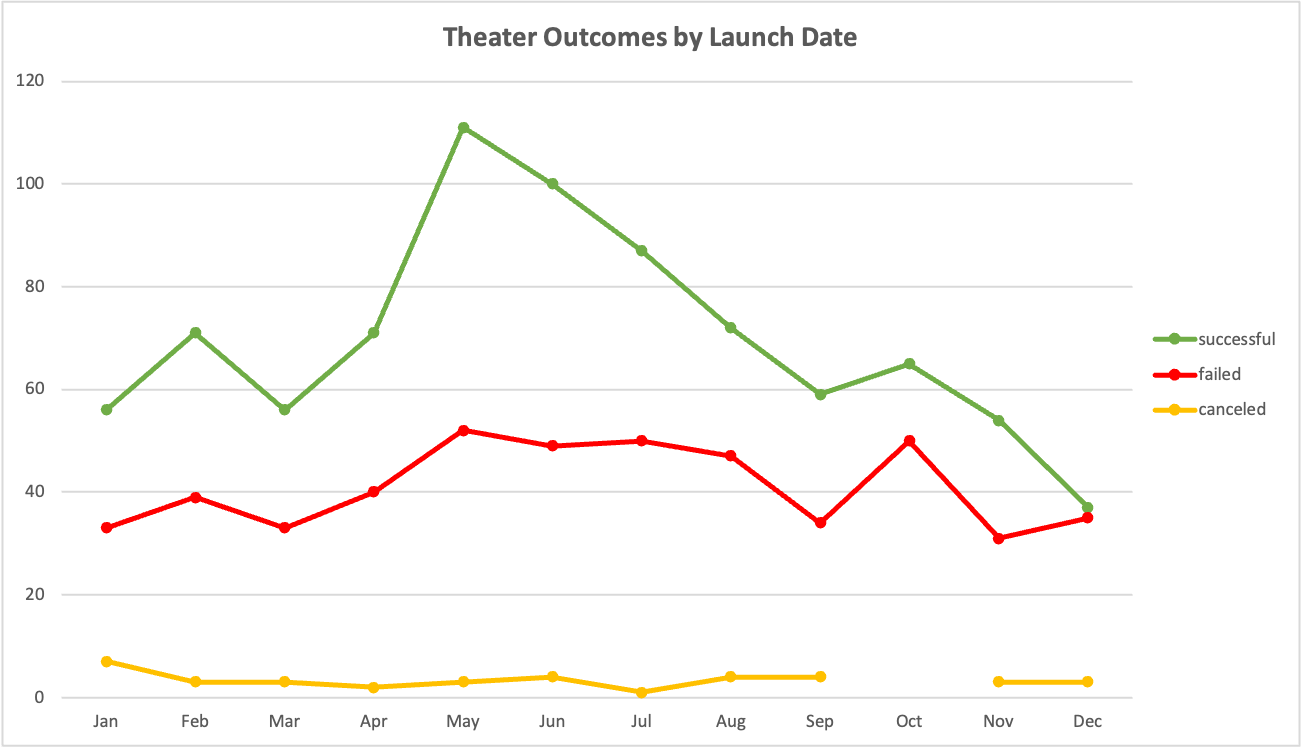 Theater Outcomes by Launch Date
120
100
80
60
40
20
0
Jan Feb Mar Apr May Jun Jul Aug Sep Oct Nov Dec
successful
failed
canceled